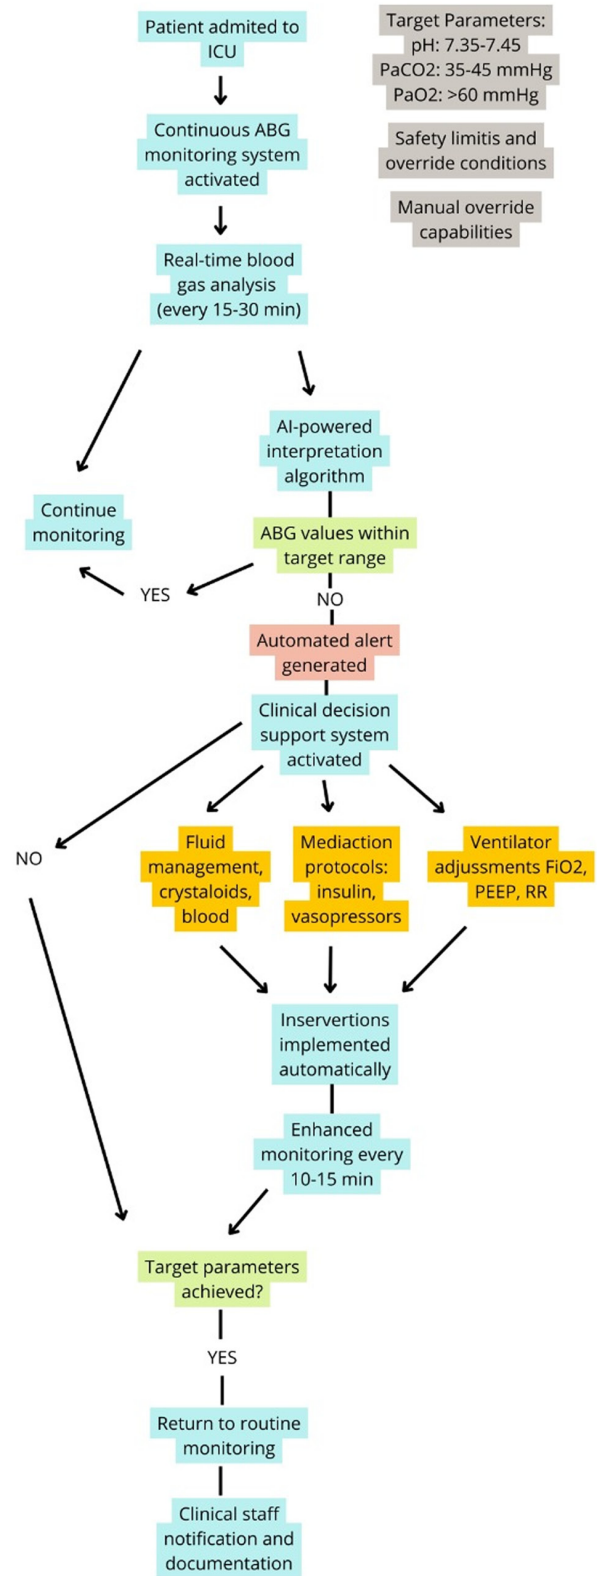 Patient admited to
ICU
Target Parameters:
pH: 7.35-7.45
PaCO2: 35-45 mmHg
PaO2: >60 mmHg
Safety limitis and
override conditions
Manual override
capabilities
Continuous ABG
monitoring system
activated
Real-time blood
gas analysis
(every 15-30 min)
AI-powered
interpretation
algorithm
Continue
monitoring
ABG values within
target range
YES
NO
Automated alert
generated
Clinical decision
support system
activated
NO
Fluid
management,
crystaloids,
blood
Mediaction
protocols:
insulin,
vasopressors
Ventilator
adjussments FiO2,
PEEP, RR
Inservertions
implemented
automatically
Enhanced
monitoring every
10-15 min
Target parameters
achieved?
YES
Return to routine
monitoring
Clinical staff
notification and
documentation